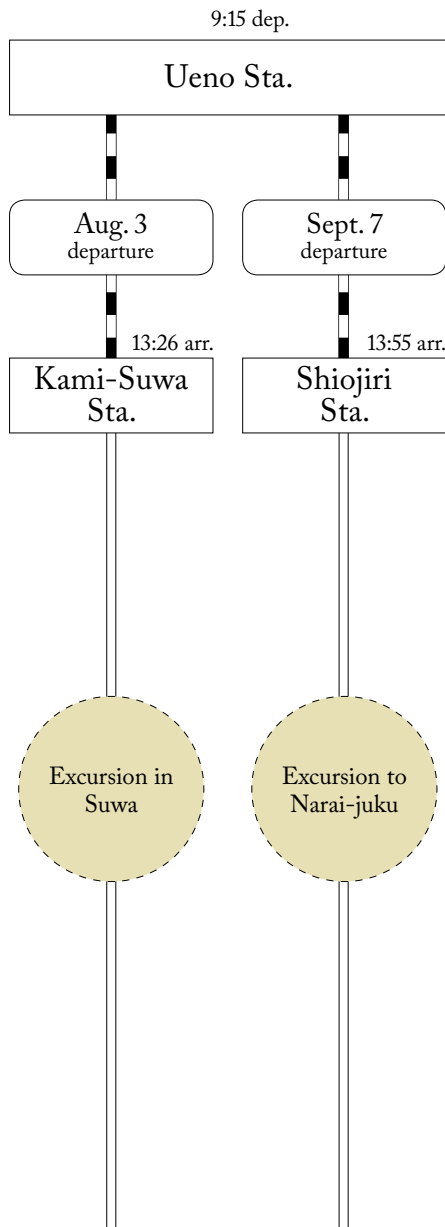 9:15 dep.
Ueno Sta.
Aug. 3
departure
Sept. 7
departure
13:26 arr.
13:55 arr.
Kami-Suwa
Sta.
Shiojiri
Sta.
Excursion in
Suwa
Excursion to
Narai-juku